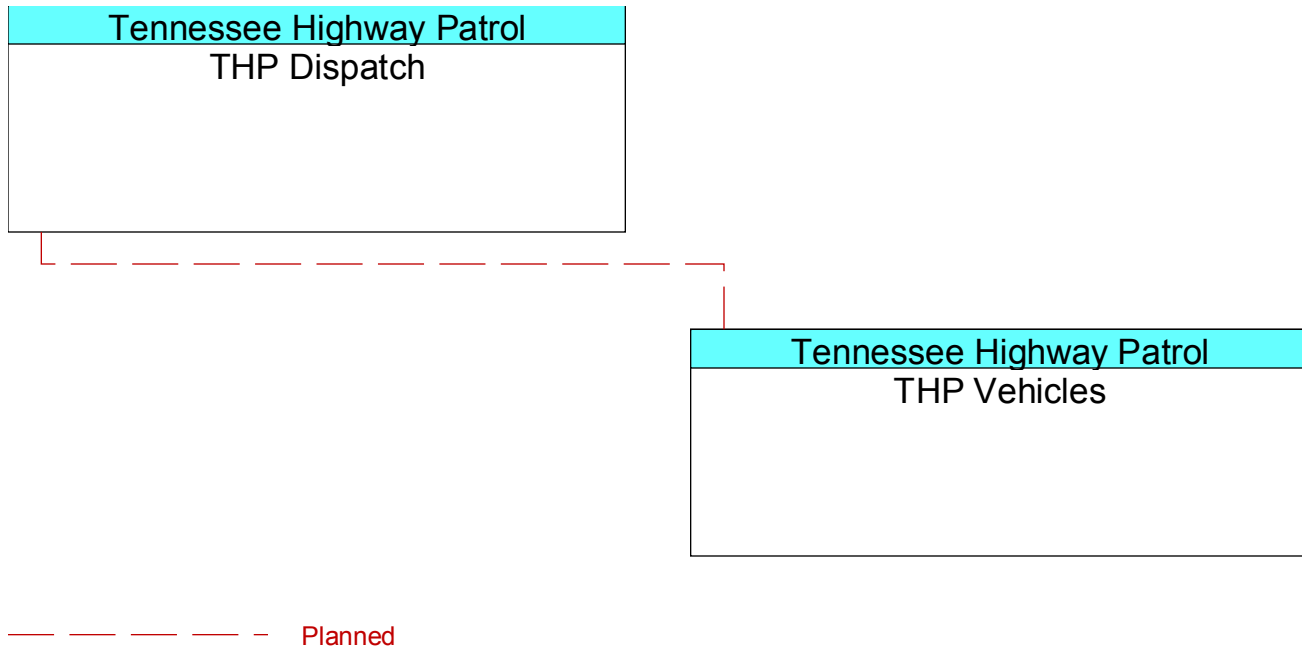 Tennessee Highway Patrol
THP Dispatch
Tennessee Highway Patrol
THP Vehicles
Planned